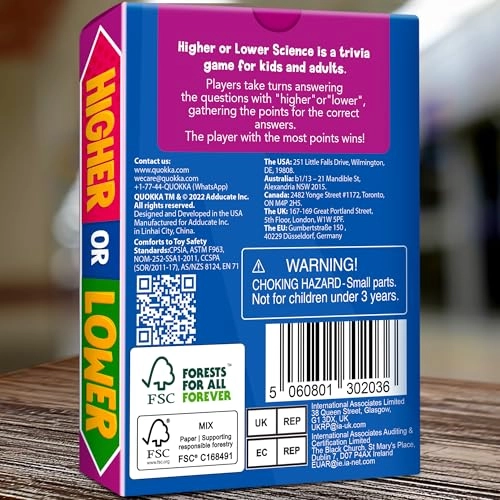 Higher or Lower Science is a trivia
game for kids and adults.
Players take turns answering
the questions with "higher"or"lower",
gathering the points for the correct
answers.
The player with the most points wins!
HIGHER
OR
LOWER
Contact us:
www.quokka.com
wecare@quokka.com
+1-77-44-QUOKKA (WhatsApp)
QUOKKA TM & © 2022 Adducate Inc.
All rights reserved.
Designed and Developed in the USA
Manufactured for Adducate Inc.
in Linhai City, China.
Comforts to Toy Safety
Standards:CPSIA, ASTM F963,
NOM-252-SSA1-2011, CCSPA
(SOR/2011-17), AS/NZS 8124, EN 71
The USA: 251 Little Falls Drive, Wilmington,
DE, 19808.
Australia: b1/13 – 21 Mandible St,
Alexandria NSW 2015.
Canada: 2482 Yonge Street #1172, Toronto,
ON M4P 2H5.
The UK: 167-169 Great Portland Street,
5th Floor, London, W1W 5PF.
The EU: Gumbertstraße 150 ,
40229 Düsseldorf, Germany
WARNING!
CHOKING HAZARD-Small parts.
Not for children under 3 years.
FSC
FORESTS
FOR ALL
FOREVER
™
FSC
www.fsc.org
MIX
Paper | Supporting
responsible forestry
FSC® C168491
5 060801 302036
UK REP
EC REP
International Associates Limited
38 Queen Street, Glasgow,
G1 3DX, UK
UKRP@ia-uk.com
International Associates Auditing &
Certification Limited
The Black Church, St Mary's Place,
Dublin 7, D07 P4AX Ireland
EUAR@ie.ia-net.com